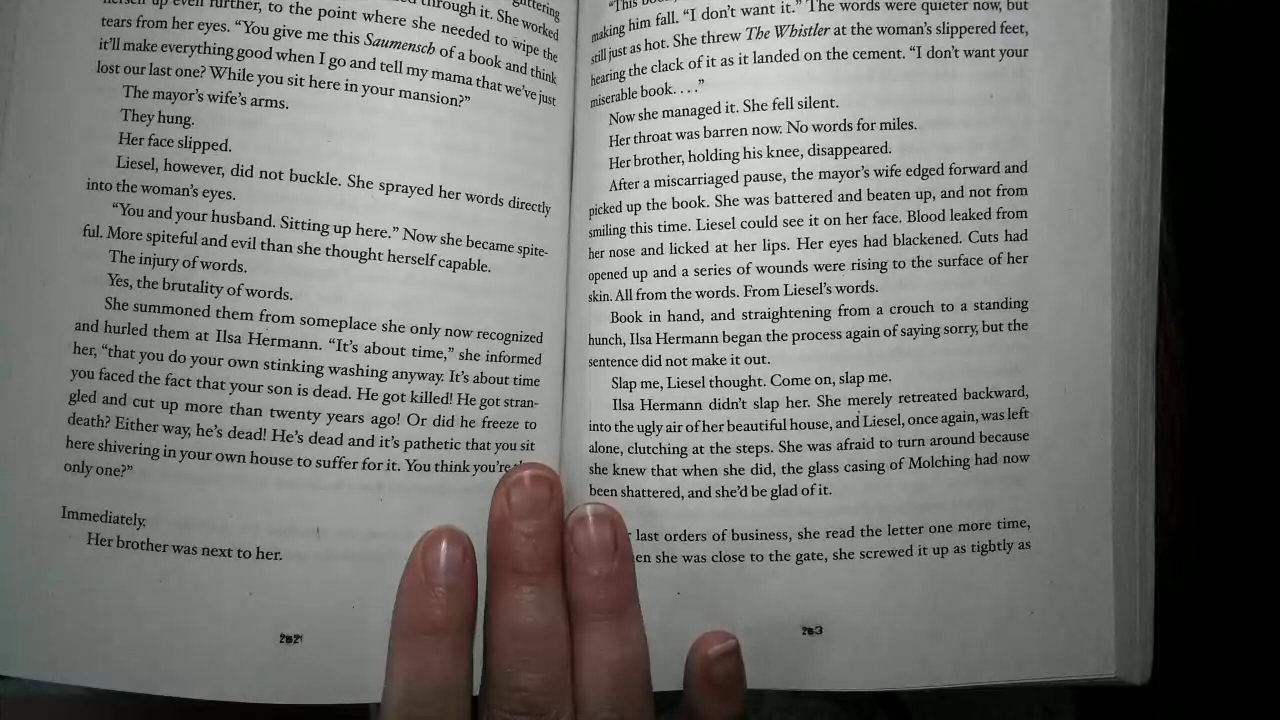 herself up even further, to the point where she needed to wipe the
tears from her eyes. “You give me this Saumensch of a book and think
it’ll make everything good when I go and tell my mama that we’ve just
lost our last one? While you sit here in your mansion?”
The mayor’s wife’s arms.
They hung.
Her face slipped.
Liesel, however, did not buckle. She sprayed her words directly
into the woman’s eyes.
“You and your husband. Sitting up here.” Now she became spite-
ful. More spiteful and evil than she thought herself capable.
The injury of words.
Yes, the brutality of words.
She summoned them from someplace she only now recognized
and hurled them at Ilsa Hermann. “It’s about time,” she informed
her, “that you do your own stinking washing anyway. It’s about time
you faced the fact that your son is dead. He got killed! He got stran-
gled and cut up more than twenty years ago! Or did he freeze to
death? Either way, he’s dead! He’s dead and it’s pathetic that you sit
here shivering in your own house to suffer for it. You think you’re
only one?”
Immediately.
Her brother was next to her.
making him fall. “I don’t want it.” The words were quieter now, but
still just as hot. She threw The Whistler at the woman’s slippered feet,
hearing the clack of it as it landed on the cement. “I don’t want your
miserable book. . . .”
Now she managed it. She fell silent.
Her throat was barren now. No words for miles.
Her brother, holding his knee, disappeared.
After a miscarriaged pause, the mayor’s wife edged forward and
picked up the book. She was battered and beaten up, and not from
smiling this time. Liesel could see it on her face. Blood leaked from
her nose and licked at her lips. Her eyes had blackened. Cuts had
opened up and a series of wounds were rising to the surface of her
skin. All from the words. From Liesel’s words.
Book in hand, and straightening from a crouch to a standing
hunch, Ilsa Hermann began the process again of saying sorry, but the
sentence did not make it out.
Slap me, Liesel thought. Come on, slap me.
Ilsa Hermann didn’t slap her. She merely retreated backward,
into the ugly air of her beautiful house, and Liesel, once again, was left
alone, clutching at the steps. She was afraid to turn around because
she knew that when she did, the glass casing of Molching had now
been shattered, and she’d be glad of it.
last orders of business, she read the letter one more time,
she was close to the gate, she screwed it up as tightly as